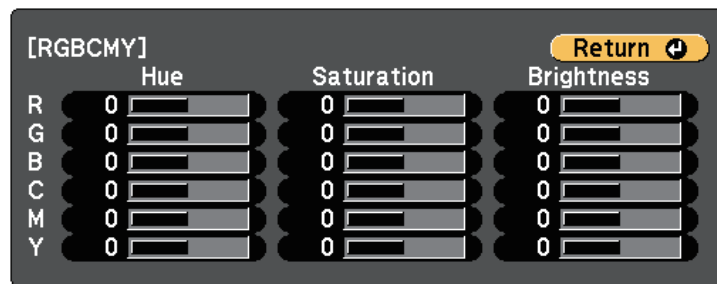 [RGBCMY] Return
Hue Saturation Brightness
R 0 0 0
G 0 0 0
B 0 0 0
C 0 0 0
M 0 0 0
Y 0 0 0